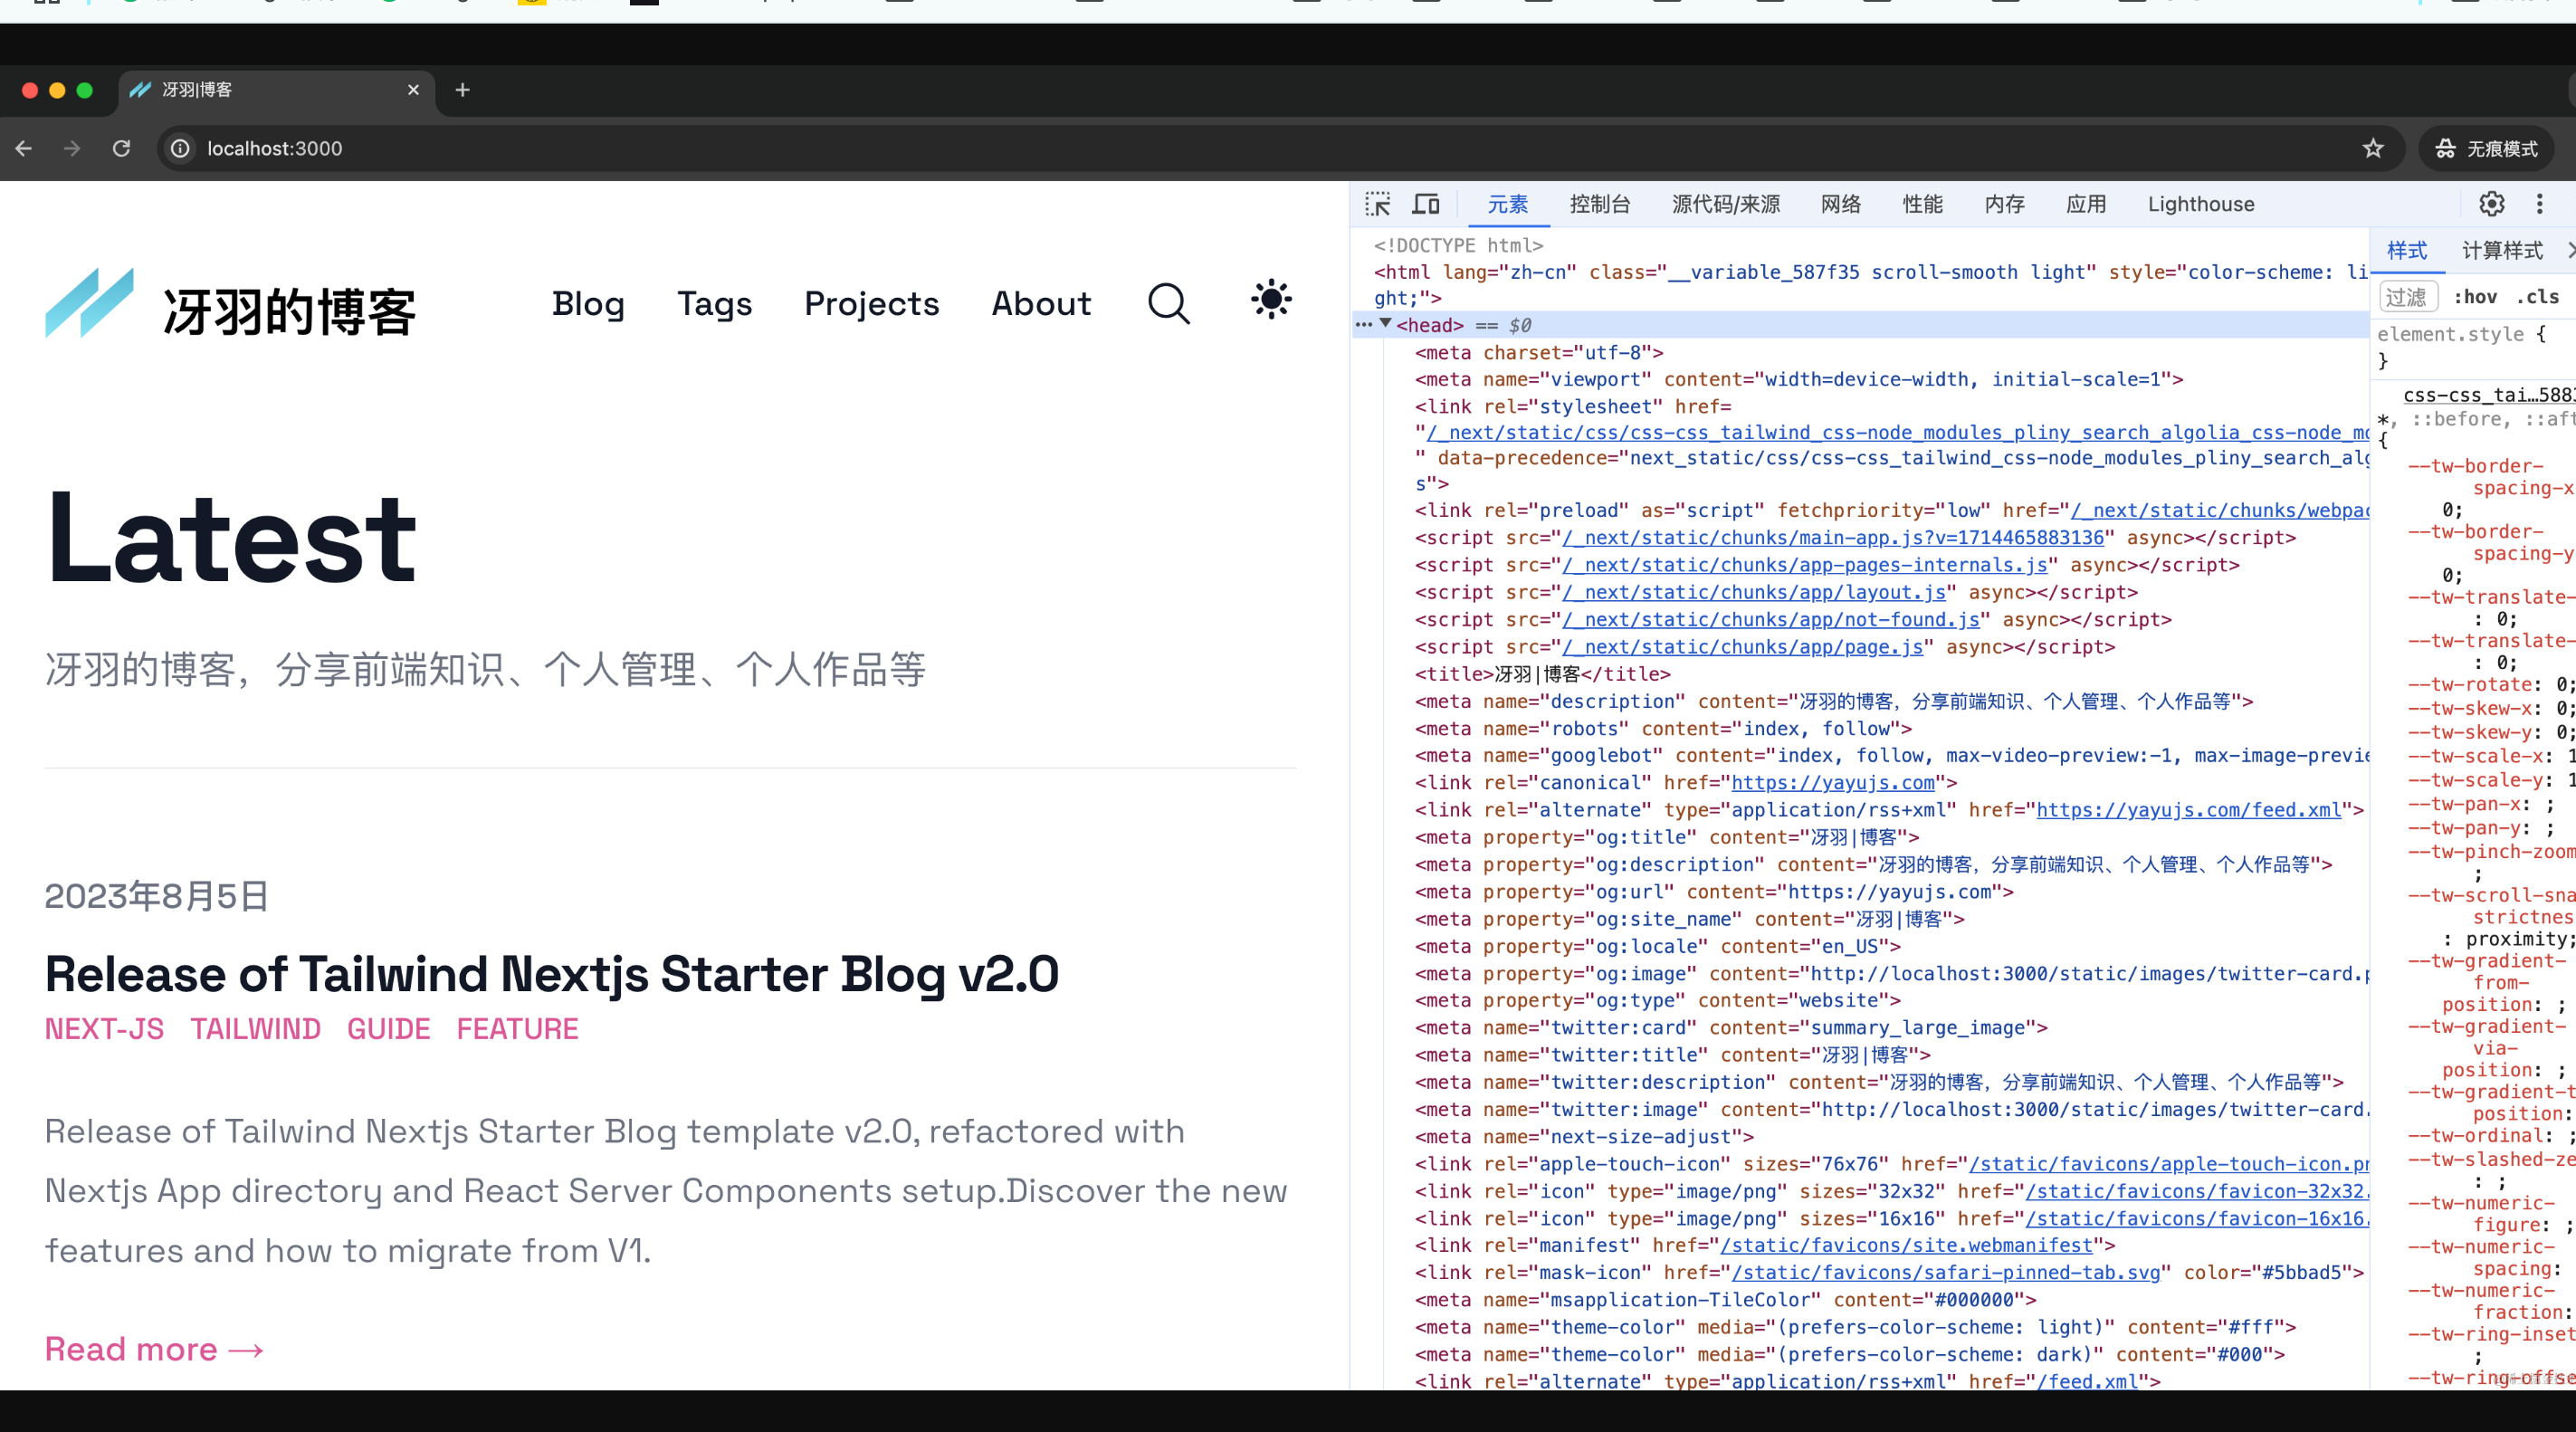 冴羽|博客
localhost:3000
无痕模式
冴羽的博客
Blog Tags Projects About
Latest
冴羽的博客，分享前端知识、个人管理、个人作品等
2023年8月5日
Release of Tailwind Nextjs Starter Blog v2.0
NEXT-JS TAILWIND GUIDE FEATURE
Release of Tailwind Nextjs Starter Blog template v2.0, refactored with
Nextjs App directory and React Server Components setup.Discover the new
features and how to migrate from V1.
Read more →
元素 控制台 源代码/来源 网络 性能 内存 应用 Lighthouse
<!DOCTYPE html>
<html lang="zh-cn" class="__variable_587f35 scroll-smooth light" style="color-scheme: li
ght;">
<head> == $0
<meta charset="utf-8">
<meta name="viewport" content="width=device-width, initial-scale=1">
<link rel="stylesheet" href=
"/_next/static/css/css-css_tailwind_css-node_modules_pliny_search_algolia_css-node_mo
" data-precedence="next_static/css/css-css_tailwind_css-node_modules_pliny_search_alg
s">
<link rel="preload" as="script" fetchpriority="low" href="/_next/static/chunks/webpac
<script src="/_next/static/chunks/main-app.js?v=1714465883136" async></script>
<script src="/_next/static/chunks/app-pages-internals.js" async></script>
<script src="/_next/static/chunks/app/layout.js" async></script>
<script src="/_next/static/chunks/app/not-found.js" async></script>
<script src="/_next/static/chunks/app/page.js" async></script>
<title>冴羽|博客</title>
<meta name="description" content="冴羽的博客，分享前端知识、个人管理、个人作品等">
<meta name="robots" content="index, follow">
<meta name="googlebot" content="index, follow, max-video-preview:-1, max-image-previe
<link rel="canonical" href="https://yayujs.com">
<link rel="alternate" type="application/rss+xml" href="https://yayujs.com/feed.xml">
<meta property="og:title" content="冴羽|博客">
<meta property="og:description" content="冴羽的博客，分享前端知识、个人管理、个人作品等">
<meta property="og:url" content="https://yayujs.com">
<meta property="og:site_name" content="冴羽|博客">
<meta property="og:locale" content="en_US">
<meta property="og:image" content="http://localhost:3000/static/images/twitter-card.p
<meta property="og:type" content="website">
<meta name="twitter:card" content="summary_large_image">
<meta name="twitter:title" content="冴羽|博客">
<meta name="twitter:description" content="冴羽的博客，分享前端知识、个人管理、个人作品等">
<meta name="twitter:image" content="http://localhost:3000/static/images/twitter-card.
<meta name="next-size-adjust">
<link rel="apple-touch-icon" sizes="76x76" href="/static/favicons/apple-touch-icon.pn
<link rel="icon" type="image/png" sizes="32x32" href="/static/favicons/favicon-32x32.
<link rel="icon" type="image/png" sizes="16x16" href="/static/favicons/favicon-16x16.
<link rel="manifest" href="/static/favicons/site.webmanifest">
<link rel="mask-icon" href="/static/favicons/safari-pinned-tab.svg" color="#5bbad5">
<meta name="msapplication-TileColor" content="#000000">
<meta name="theme-color" media="(prefers-color-scheme: light)" content="#fff">
<meta name="theme-color" media="(prefers-color-scheme: dark)" content="#000">
<link rel="alternate" type="application/rss+xml" href="/feed.xml">
样式 计算样式
过滤 :hov .cls
element.style {
}
css-css_tai…588
*, ::before, ::aft
{
--tw-border-
spacing-x
0;
--tw-border-
spacing-y
0;
--tw-translate-
: 0;
--tw-translate-
: 0;
--tw-rotate: 0;
--tw-skew-x: 0;
--tw-skew-y: 0;
--tw-scale-x: 1
--tw-scale-y: 1
--tw-pan-x: ;
--tw-pan-y: ;
--tw-pinch-zoom
;
--tw-scroll-sna
strictnes
: proximity;
--tw-gradient-
from-
position: ;
--tw-gradient-
via-
position: ;
--tw-gradient-t
position:
--tw-ordinal: ;
--tw-slashed-ze
: ;
--tw-numeric-
figure: ;
--tw-numeric-
spacing:
--tw-numeric-
fraction:
--tw-ring-inset
;
--tw-ring-offse